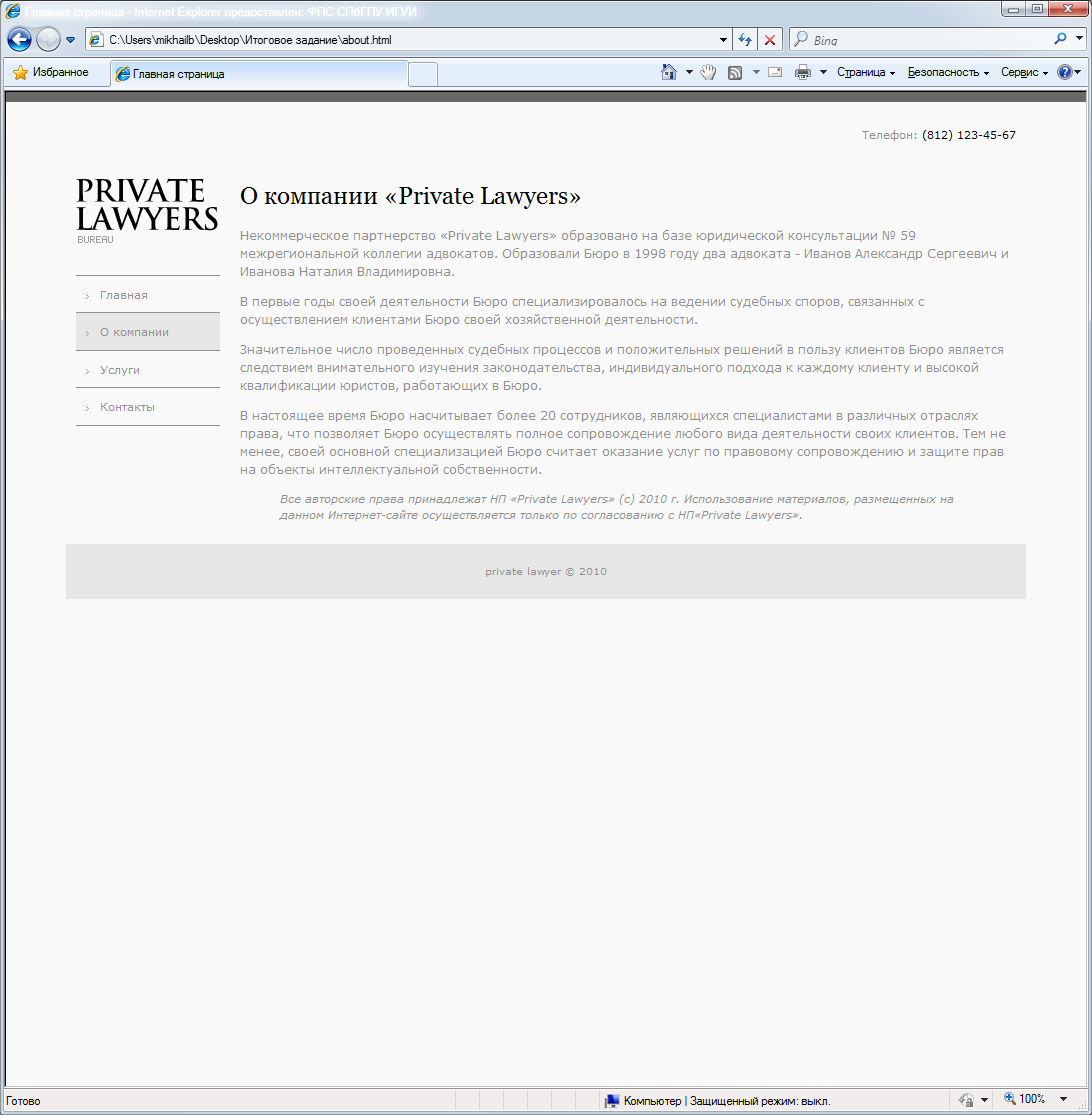 Главная страница - Internet Explorer предоставлен: ФПС СПбГПУ ИГУИ
C:\Users\mikhailb\Desktop\Итоговое задание\about.html
Bing
Избранное
Главная страница
Страница
Безопасность
Сервис
Телефон: (812) 123-45-67
PRIVATE
LAWYERS
BUREAU
Главная
О компании
Услуги
Контакты
О компании «Private Lawyers»
Некоммерческое партнерство «Private Lawyers» образовано на базе юридической консультации № 59
межрегиональной коллегии адвокатов. Образовали Бюро в 1998 году два адвоката - Иванов Александр Сергеевич и
Иванова Наталия Владимировна.
В первые годы своей деятельности Бюро специализировалось на ведении судебных споров, связанных с
осуществлением клиентами Бюро своей хозяйственной деятельности.
Значительное число проведенных судебных процессов и положительных решений в пользу клиентов Бюро является
следствием внимательного изучения законодательства, индивидуального подхода к каждому клиенту и высокой
квалификации юристов, работающих в Бюро.
В настоящее время Бюро насчитывает более 20 сотрудников, являющихся специалистами в различных отраслях
права, что позволяет Бюро осуществлять полное сопровождение любого вида деятельности своих клиентов. Тем не
менее, своей основной специализацией Бюро считает оказание услуг по правовому сопровождению и защите прав
на объекты интеллектуальной собственности.
Все авторские права принадлежат НП «Private Lawyers» (c) 2010 г. Использование материалов, размещенных на
данном Интернет-сайте осуществляется только по согласованию с НП«Private Lawyers».
private lawyer © 2010
Готово
Компьютер | Защищенный режим: выкл.
100%